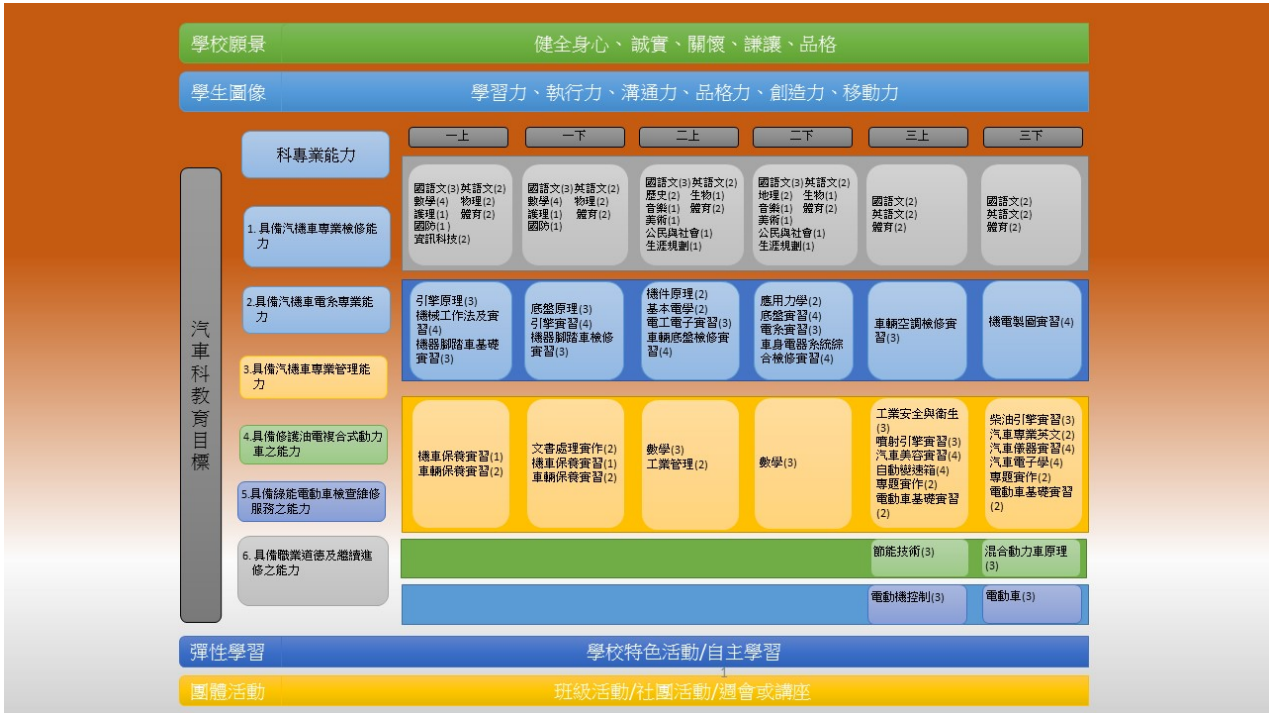 學校願景
健全身心、誠實、關懷、謙讓、品格
學生圖像
學習力、執行力、溝通力、品格力、創造力、移動力
科專業能力
一上
一下
二上
二下
三上
三下
汽車科教育目標
1. 具備汽機車專業檢修能
力
2.具備汽機車電系專業能
力
3.具備汽機車專業管理能
力
4.具備修護油電複合式動力
車之能力
5.具備綠能電動車檢查維修
服務之能力
6. 具備職業道德及繼續進
修之能力
國語文(3)英語文(2)
數學(4) 物理(2)
護理(1) 體育(2)
國防(1)
資訊科技(2)
國語文(3)英語文(2)
數學(4) 物理(2)
護理(1) 體育(2)
國防(1)
國語文(3)英語文(2)
歷史(2) 生物(1)
音樂(1) 體育(2)
美術(1)
公民與社會(1)
生涯規劃(1)
國語文(3)英語文(2)
地理(2) 生物(1)
音樂(1) 體育(2)
美術(1)
公民與社會(1)
生涯規劃(1)
國語文(2)
英語文(2)
體育(2)
國語文(2)
英語文(2)
體育(2)
引擎原理(3)
機械工作法及實
習(4)
機器腳踏車基礎
實習(3)
底盤原理(3)
引擎實習(4)
機器腳踏車檢修
實習(3)
機件原理(2)
基本電學(2)
電工電子實習(3)
車輛底盤檢修實
習(4)
應用力學(2)
底盤實習(4)
電系實習(3)
車身電器系統綜
合檢修實習(4)
車輛空調檢修實
習(3)
機電製圖實習(4)
機車保養實習(1)
車輛保養實習(2)
文書處理實作(2)
機車保養實習(1)
車輛保養實習(2)
數學(3)
工業管理(2)
數學(3)
工業安全與衛生
(3)
噴射引擎實習(3)
汽車美容實習(4)
自動變速箱(4)
專題實作(2)
電動車基礎實習
(2)
柴油引擎實習(3)
汽車專業英文(2)
汽車儀器實習(4)
汽車電子學(4)
專題實作(2)
電動車基礎實習
(2)
節能技術(3)
混合動力車原理
(3)
電動機控制(3)
電動車(3)
彈性學習
學校特色活動/自主學習
1
團體活動
班級活動/社團活動/週會或講座